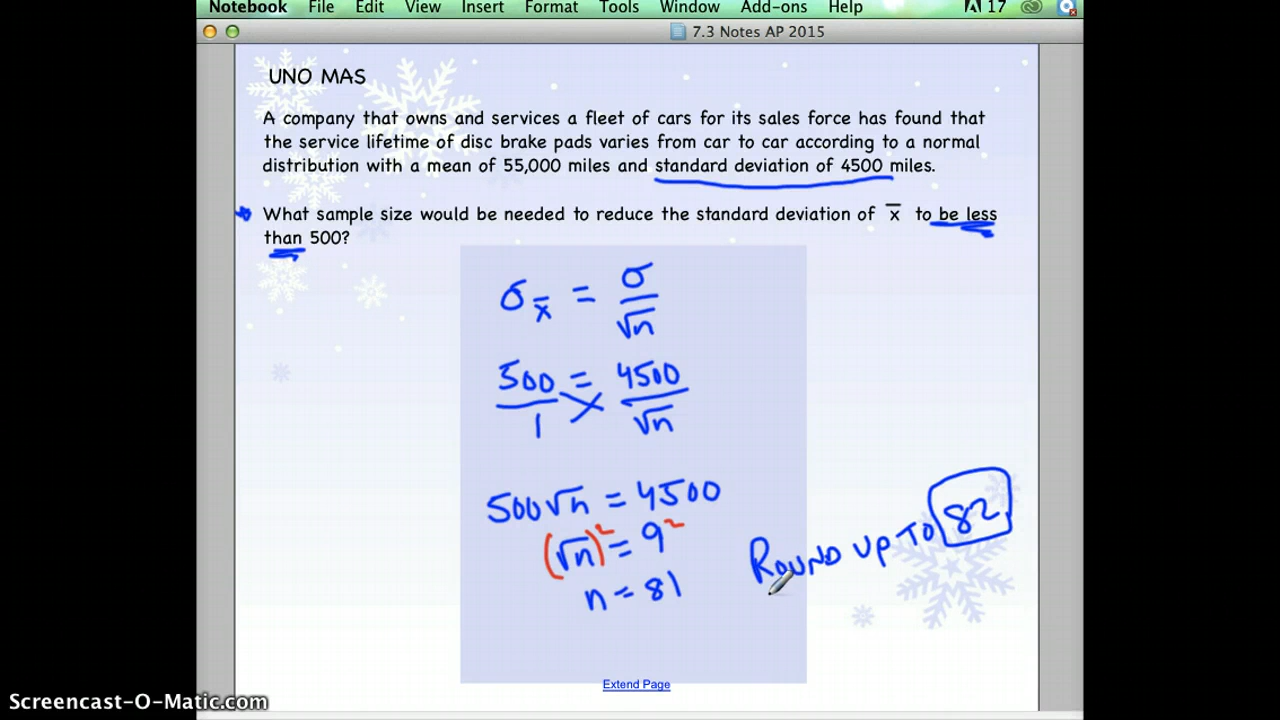 Notebook File Edit View Insert Format Tools Window Add-ons Help 17
7.3 Notes AP 2015
UNO MAS
A company that owns and services a fleet of cars for its sales force has found that
the service lifetime of disc brake pads varies from car to car according to a normal
distribution with a mean of 55,000 miles and standard deviation of 4500 miles.
What sample size would be needed to reduce the standard deviation of x̄ to be less
than 500?
σx̄ = σ/√n
500/1 = 4500/√n
500√n = 4500
(√n)² = 9²
n = 81
ROUND UP TO 82
Extend Page
Screencast-O-Matic.com